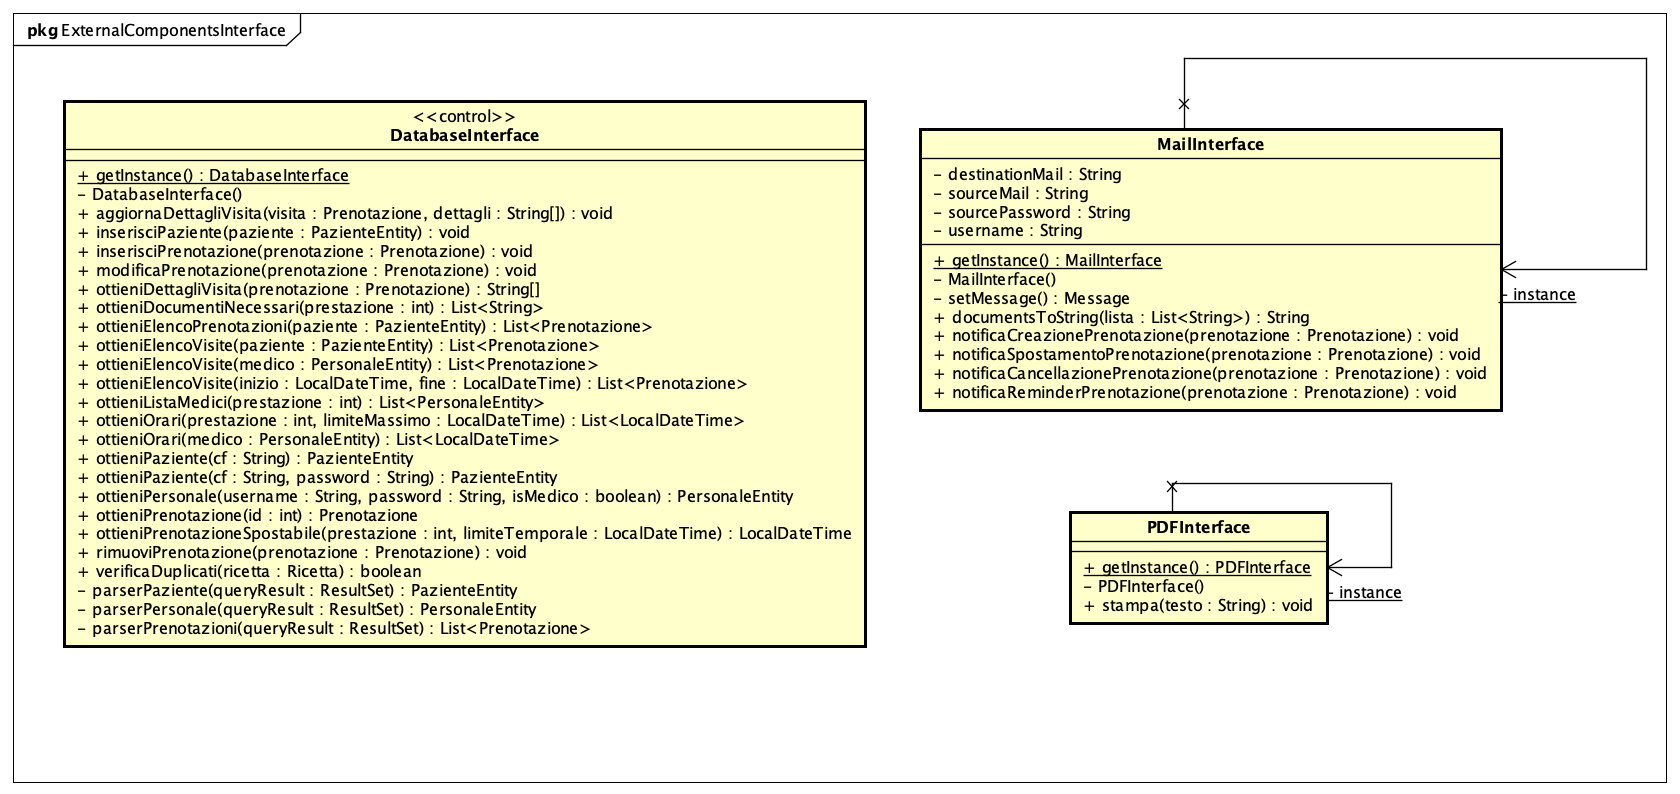 pkg ExternalComponentsInterface
<<control>>
DatabaseInterface
+ getInstance() : DatabaseInterface
- DatabaseInterface()
+ aggiornaDettagliVisita(visita : Prenotazione, dettagli : String[]) : void
+ inserisciPaziente(paziente : PazienteEntity) : void
+ inserisciPrenotazione(prenotazione : Prenotazione) : void
+ modificaPrenotazione(prenotazione : Prenotazione) : void
+ ottieniDettagliVisita(prenotazione : Prenotazione) : String[]
+ ottieniDocumentiNecessari(prestazione : int) : List<String>
+ ottieniElencoPrenotazioni(paziente : PazienteEntity) : List<Prenotazione>
+ ottieniElencoVisite(paziente : PazienteEntity) : List<Prenotazione>
+ ottieniElencoVisite(medico : PersonaleEntity) : List<Prenotazione>
+ ottieniElencoVisite(inizio : LocalDateTime, fine : LocalDateTime) : List<Prenotazione>
+ ottieniListaMedici(prestazione : int) : List<PersonaleEntity>
+ ottieniOrari(prestazione : int, limiteMassimo : LocalDateTime) : List<LocalDateTime>
+ ottieniOrari(medico : PersonaleEntity) : List<LocalDateTime>
+ ottieniPaziente(cf : String) : PazienteEntity
+ ottieniPaziente(cf : String, password : String) : PazienteEntity
+ ottieniPersonale(username : String, password : String, isMedico : boolean) : PersonaleEntity
+ ottieniPrenotazione(id : int) : Prenotazione
+ ottieniPrenotazioneSpostabile(prestazione : int, limiteTemporale : LocalDateTime) : LocalDateTime
+ rimuoviPrenotazione(prenotazione : Prenotazione) : void
+ verificaDuplicati(ricetta : Ricetta) : boolean
- parserPaziente(queryResult : ResultSet) : PazienteEntity
- parserPersonale(queryResult : ResultSet) : PersonaleEntity
- parserPrenotazioni(queryResult : ResultSet) : List<Prenotazione>
MailInterface
- destinationMail : String
- sourceMail : String
- sourcePassword : String
- username : String
+ getInstance() : MailInterface
- MailInterface()
- setMessage() : Message
+ documentsToString(lista : List<String>) : String
+ notificaCreazionePrenotazione(prenotazione : Prenotazione) : void
+ notificaSpostamentoPrenotazione(prenotazione : Prenotazione) : void
+ notificaCancellazionePrenotazione(prenotazione : Prenotazione) : void
+ notificaReminderPrenotazione(prenotazione : Prenotazione) : void
- instance
PDFInterface
+ getInstance() : PDFInterface
- PDFInterface()
+ stampa(testo : String) : void
- instance